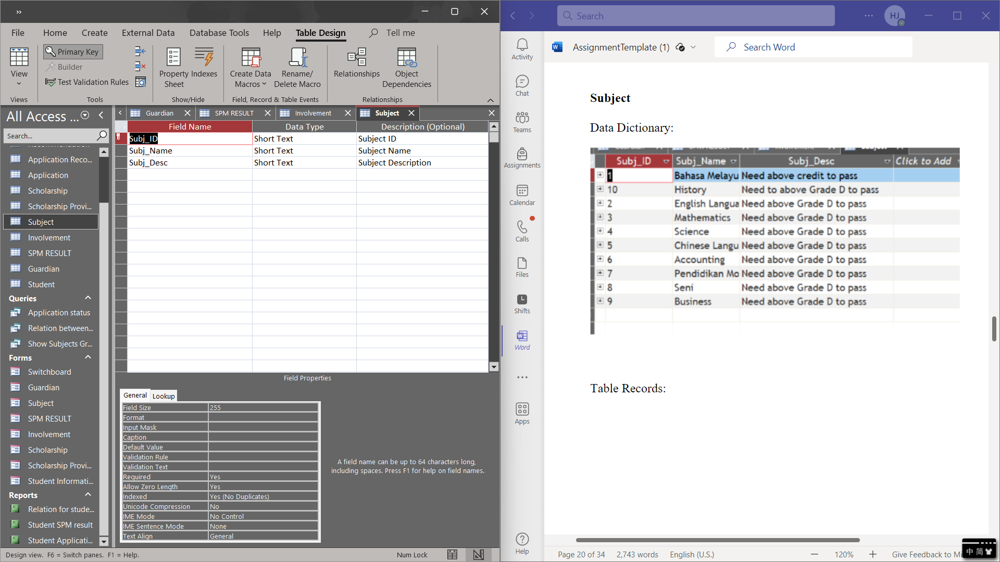 »
File Home Create External Data Database Tools Help Table Design Tell me
View
Views
Primary Key
Builder
Test Validation Rules
Tools
Property Sheet
Indexes
Show/Hide
Create Data Macros
Rename/ Delete Macro
Field, Record & Table Events
Relationships
Object Dependencies
Relationships
All Access ...
Search...
Application Reco...
Application
Scholarship
Scholarship Provi...
Subject
Involvement
SPM RESULT
Guardian
Student
Queries
Application status
Relation between...
Show Subjects Gr...
Forms
Switchboard
Guardian
Subject
SPM RESULT
Involvement
Scholarship
Scholarship Provi...
Student Informati...
Reports
Relation for stude...
Student SPM result
Student Applicati...
Guardian SPM RESULT Involvement Subject
Field Name Data Type Description (Optional)
Subj_ID Short Text Subject ID
Subj_Name Short Text Subject Name
Subj_Desc Short Text Subject Description
Field Properties
General Lookup
Field Size 255
Format
Input Mask
Caption
Default Value
Validation Rule
Validation Text
Required Yes
Allow Zero Length Yes
Indexed Yes (No Duplicates)
Unicode Compression No
IME Mode No Control
IME Sentence Mode None
Text Align General
A field name can be up to 64 characters long,
including spaces. Press F1 for help on field names.
Design view. F6 = Switch panes. F1 = Help.
Num Lock
Search
HJ
Activity
Chat
Teams
Assignments
Calendar
Calls
Files
Shifts
Word
Apps
Help
AssignmentTemplate (1)
Search Word
Subject
Data Dictionary:
Subj_ID Subj_Name Subj_Desc Click to Add
1 Bahasa Melayu Need above credit to pass
10 History Need to above Grade D to pass
2 English Langua Need above Grade D to pass
3 Mathematics Need above Grade D to pass
4 Science Need above Grade D to pass
5 Chinese Langu Need above Grade D to pass
6 Accounting Need above Grade D to pass
7 Pendidikan Mo Need above Grade D to pass
8 Seni Need above Grade D to pass
9 Business Need above Grade D to pass
Table Records:
Page 20 of 34 2,743 words English (U.S.) 120% Give Feedback to Mi
中 简